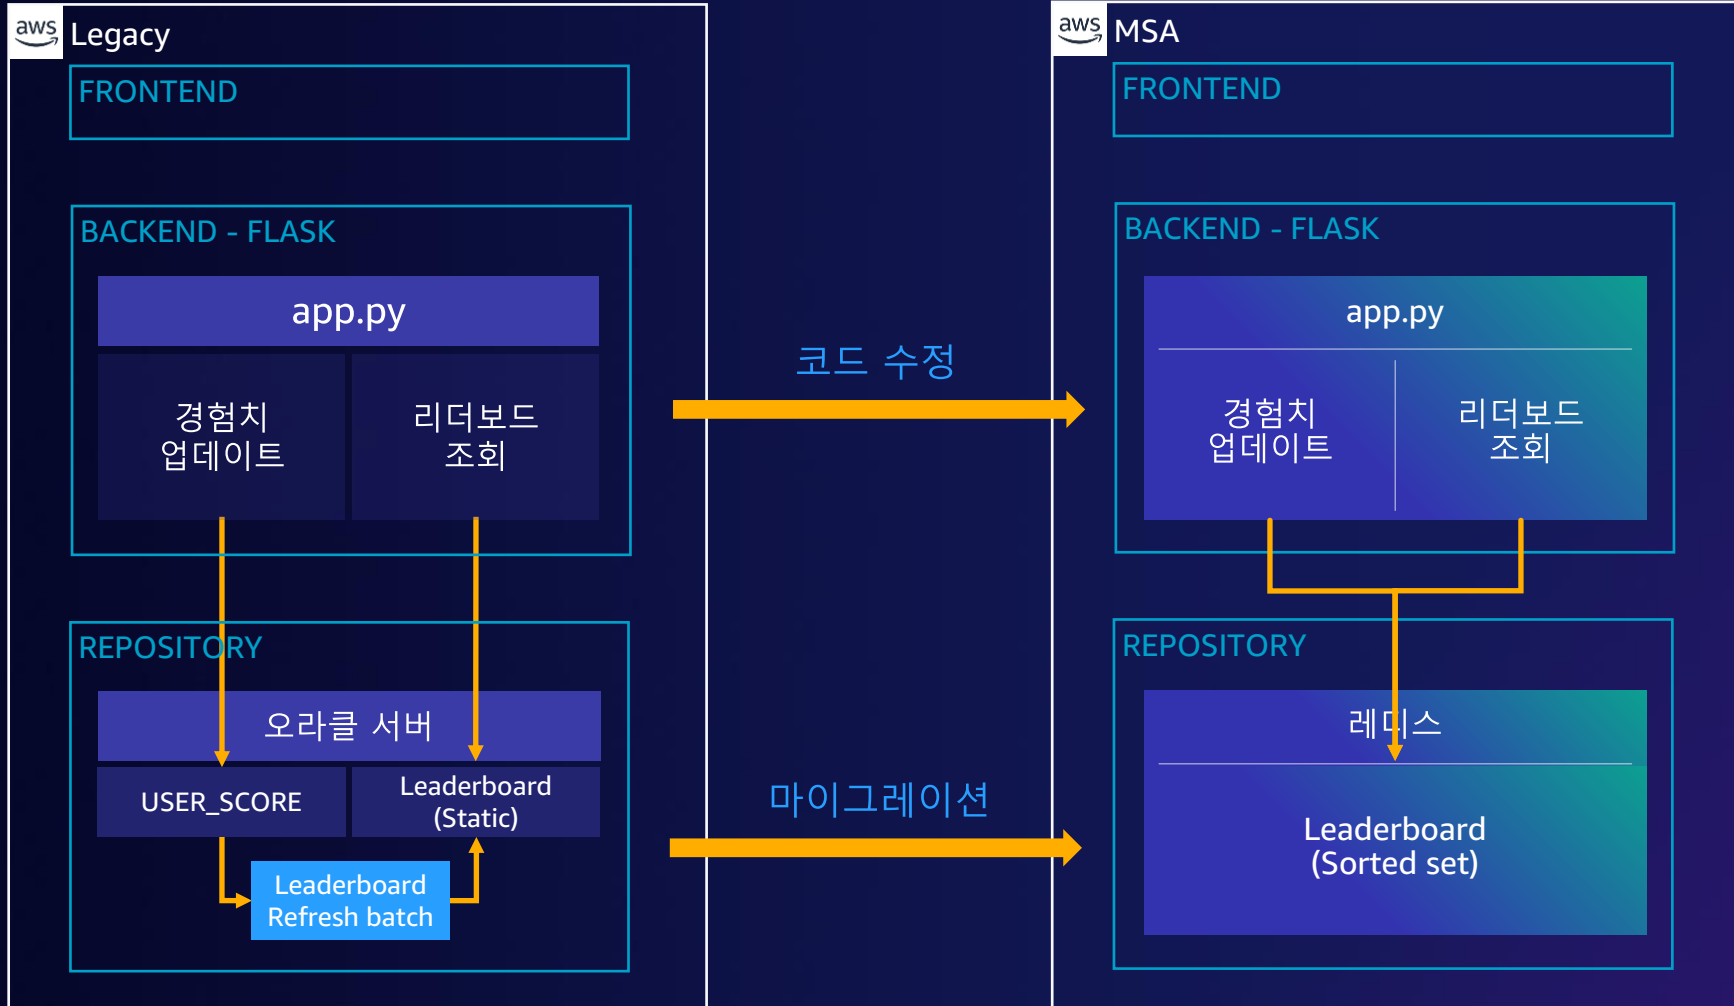 aws
Legacy
FRONTEND
BACKEND - FLASK
app.py
경험치
업데이트
리더보드
조회
REPOSITORY
오라클 서버
USER_SCORE
Leaderboard
(Static)
Leaderboard
Refresh batch
코드 수정
마이그레이션
aws
MSA
FRONTEND
BACKEND - FLASK
app.py
경험치
업데이트
리더보드
조회
REPOSITORY
레디스
Leaderboard
(Sorted set)